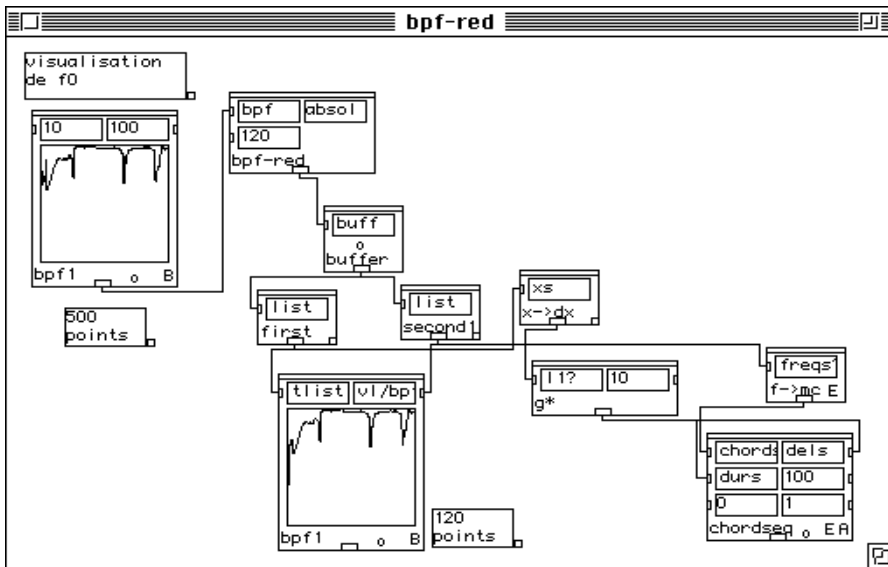 bpf-red
visualisation
de f0
10 100
bpf1 o B
500
points
bpf absol
120
bpf-red
buff
o
buffer
list
first
list
second1
xs
x->dx
l1? 10
g*
freqs1
f->mc E
tlist vl/bp
bpf1 o B
120
points
chords dels
durs 100
0 1
chordseq o EA